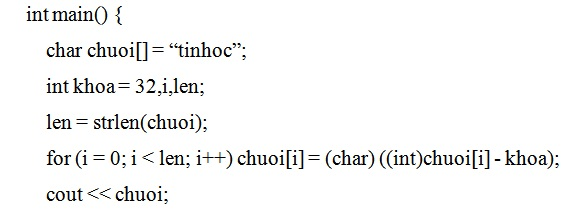 int main() {
char chuoi[] = “tinhoc”;
int khoa = 32,i,len;
len = strlen(chuoi);
for (i = 0; i < len; i++) chuoi[i] = (char) ((int)chuoi[i] - khoa);
cout << chuoi;